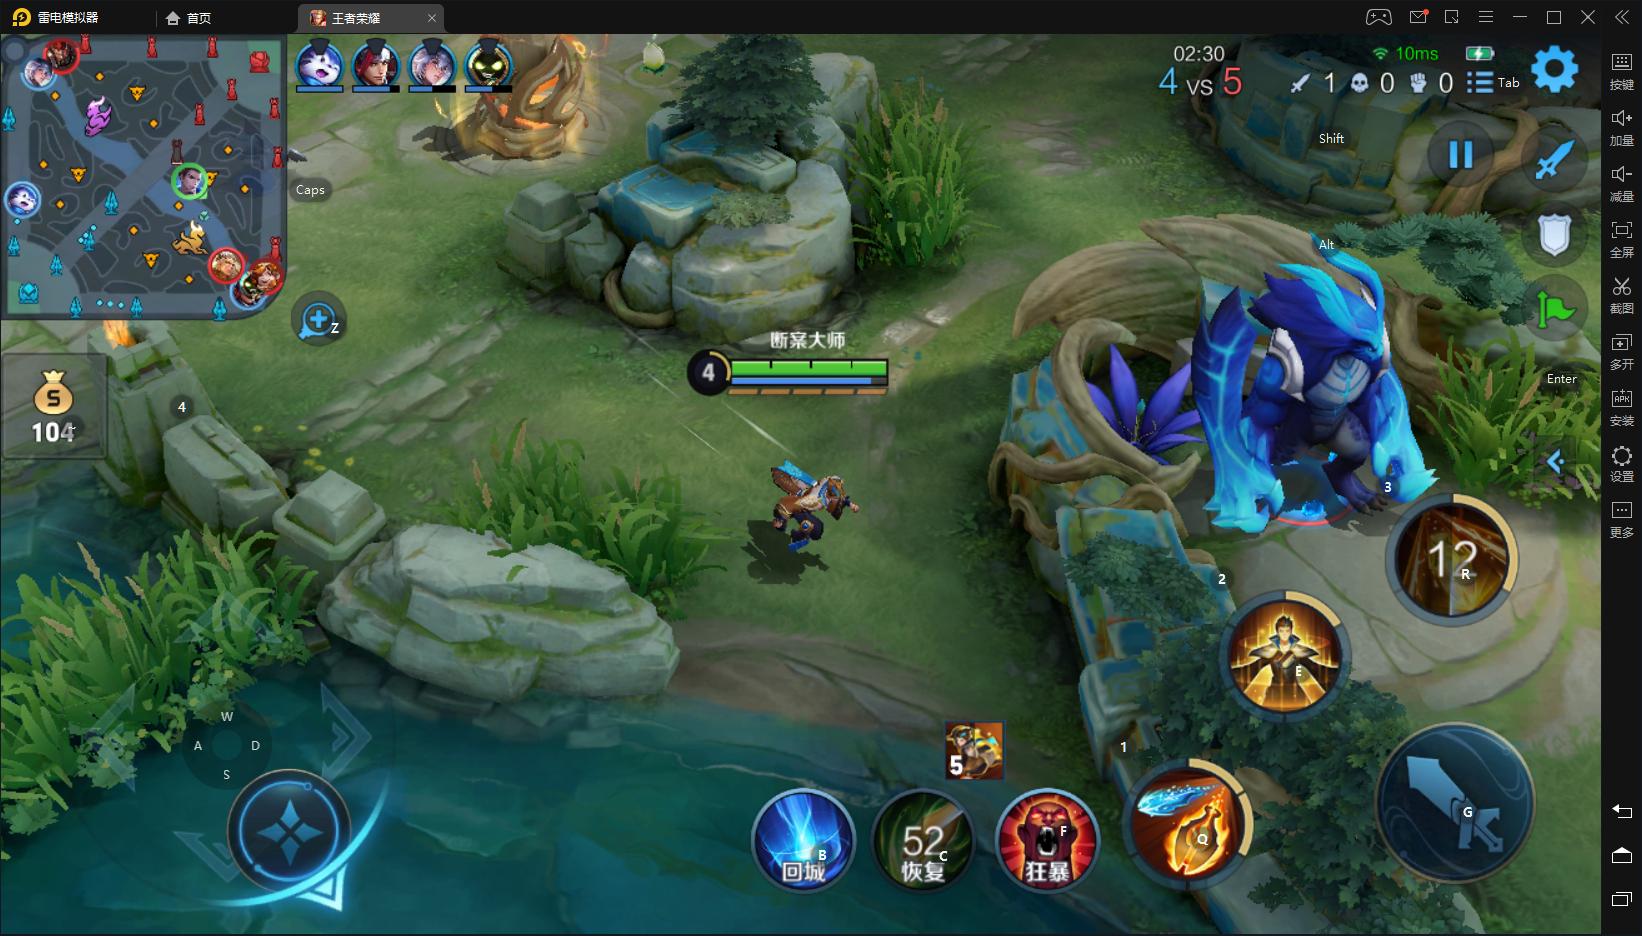 雷电模拟器
首页
王者荣耀
02:30
4 vs 5
10ms
1
0
0
Tab
Shift
Caps
Z
Alt
Enter
断案大师
4
104
4
3
12
R
2
E
1
5
W
A
D
S
回城
B
52
恢复
C
狂暴
F
Q
G
按键
加量
减量
全屏
截图
多开
APK
安装
设置
更多